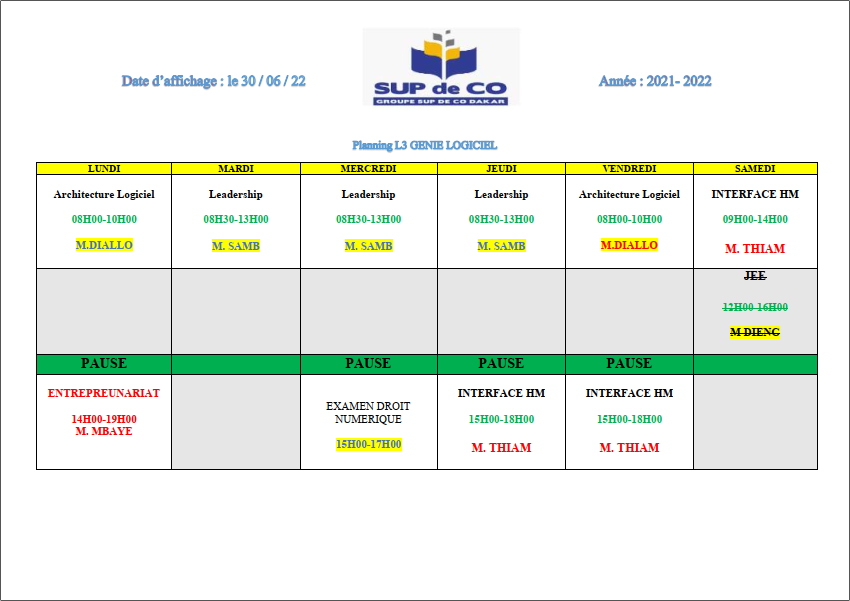 Date d'affichage : le 30 / 06 / 22
SUP de CO
GROUPE SUP DE CO DAKAR
Année : 2021- 2022
Planning L3 GENIE LOGICIEL
LUNDI MARDI MERCREDI JEUDI VENDREDI SAMEDI
Architecture Logiciel Leadership Leadership Leadership Architecture Logiciel INTERFACE HM
08H00-10H00 08H30-13H00 08H30-13H00 08H30-13H00 08H00-10H00 09H00-14H00
M.DIALLO M. SAMB M. SAMB M. SAMB M.DIALLO M. THIAM
JEE
12H00-16H00
M DIENG
PAUSE PAUSE PAUSE PAUSE
ENTREPREUNARIAT
14H00-19H00
M. MBAYE
EXAMEN DROIT
NUMERIQUE
15H00-17H00
INTERFACE HM
15H00-18H00
M. THIAM
INTERFACE HM
15H00-18H00
M. THIAM